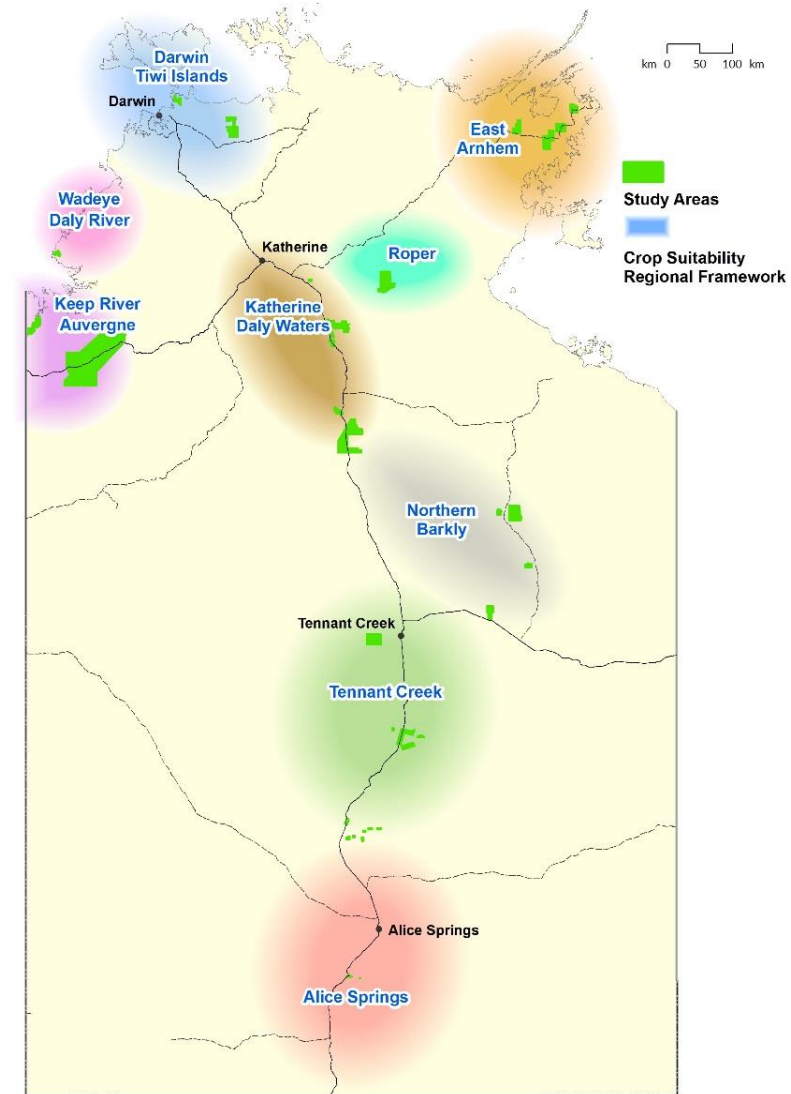 Darwin
Tiwi Islands
Darwin
km 0 50 100 km
East
Arnhem
Study Areas
Crop Suitability
Regional Framework
Wadeye
Daly River
Katherine
Roper
Keep River
Auvergne
Katherine
Daly Waters
Northern
Barkly
Tennant Creek
Tennant Creek
Alice Springs
Alice Springs